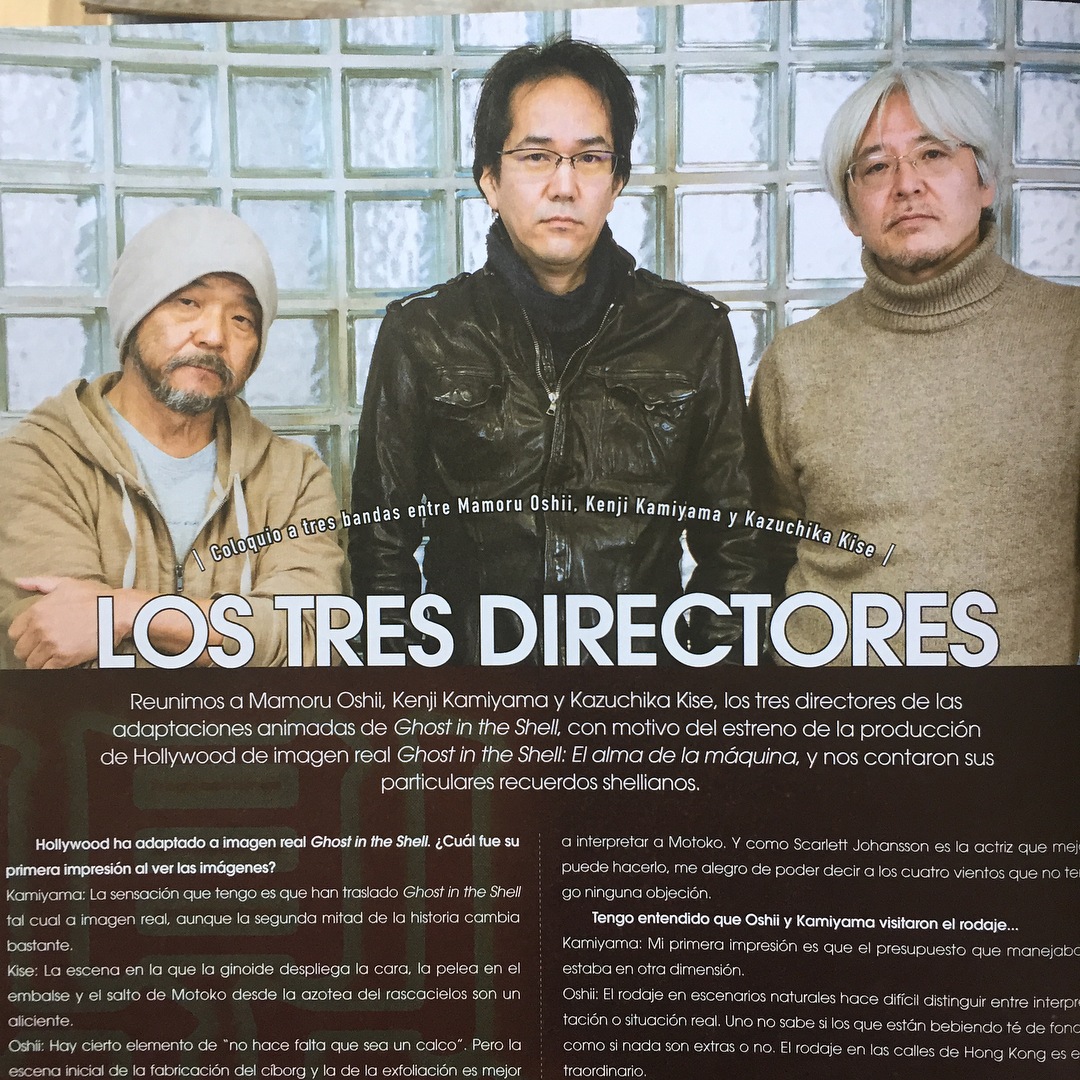 | Coloquio a tres bandas entre Mamoru Oshii, Kenji Kamiyama y Kazuchika Kise /
LOS TRES DIRECTORES
Reunimos a Mamoru Oshii, Kenji Kamiyama y Kazuchika Kise, los tres directores de las
adaptaciones animadas de Ghost in the Shell, con motivo del estreno de la producción
de Hollywood de imagen real Ghost in the Shell: El alma de la máquina, y nos contaron sus
particulares recuerdos shellianos.
Hollywood ha adaptado a imagen real Ghost in the Shell. ¿Cuál fue su
primera impresión al ver las imágenes?
Kamiyama: La sensación que tengo es que han traslado Ghost in the Shell
tal cual a imagen real, aunque la segunda mitad de la historia cambia
bastante.
Kise: La escena en la que la ginoide despliega la cara, la pelea en el
embalse y el salto de Motoko desde la azotea del rascacielos son un
aliciente.
Oshii: Hay cierto elemento de "no hace falta que sea un calco". Pero la
escena inicial de la fabricación del cíborg y la de la exfoliación es mejor
a interpretar a Motoko. Y como Scarlett Johansson es la actriz que mej
puede hacerlo, me alegro de poder decir a los cuatro vientos que no te
go ninguna objeción.
Tengo entendido que Oshii y Kamiyama visitaron el rodaje...
Kamiyama: Mi primera impresión es que el presupuesto que manejaba
estaba en otra dimensión.
Oshii: El rodaje en escenarios naturales hace difícil distinguir entre interpre
tación o situación real. Uno no sabe si los que están bebiendo té de fond
como si nada son extras o no. El rodaje en las calles de Hong Kong es e
traordinario.